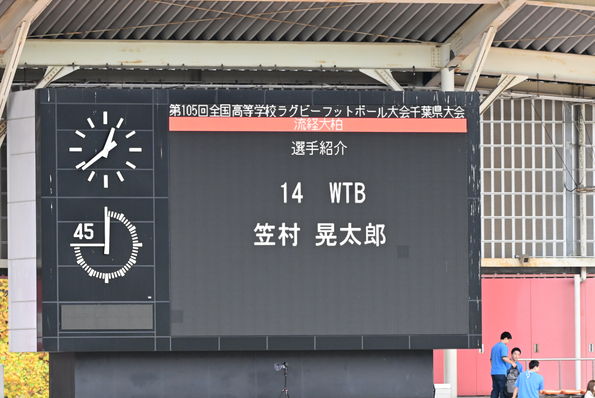 第105回全国高等学校ラグビーフットボール大会千葉県大会
流経大柏
選手紹介
14 WTB
笠村 晃太郎
45